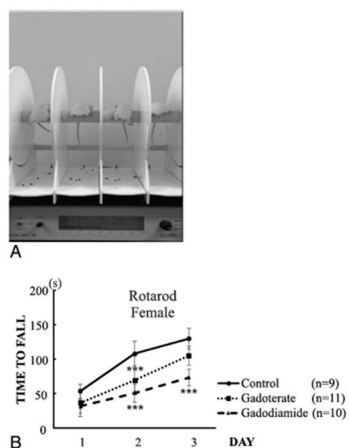 A
(s)
200
Rotarod
Female
150
100
50
0
TIME TO FALL
***
***
***
1 2 3 DAY
Control (n=9)
Gadoterate (n=11)
Gadodiamide (n=10)
B